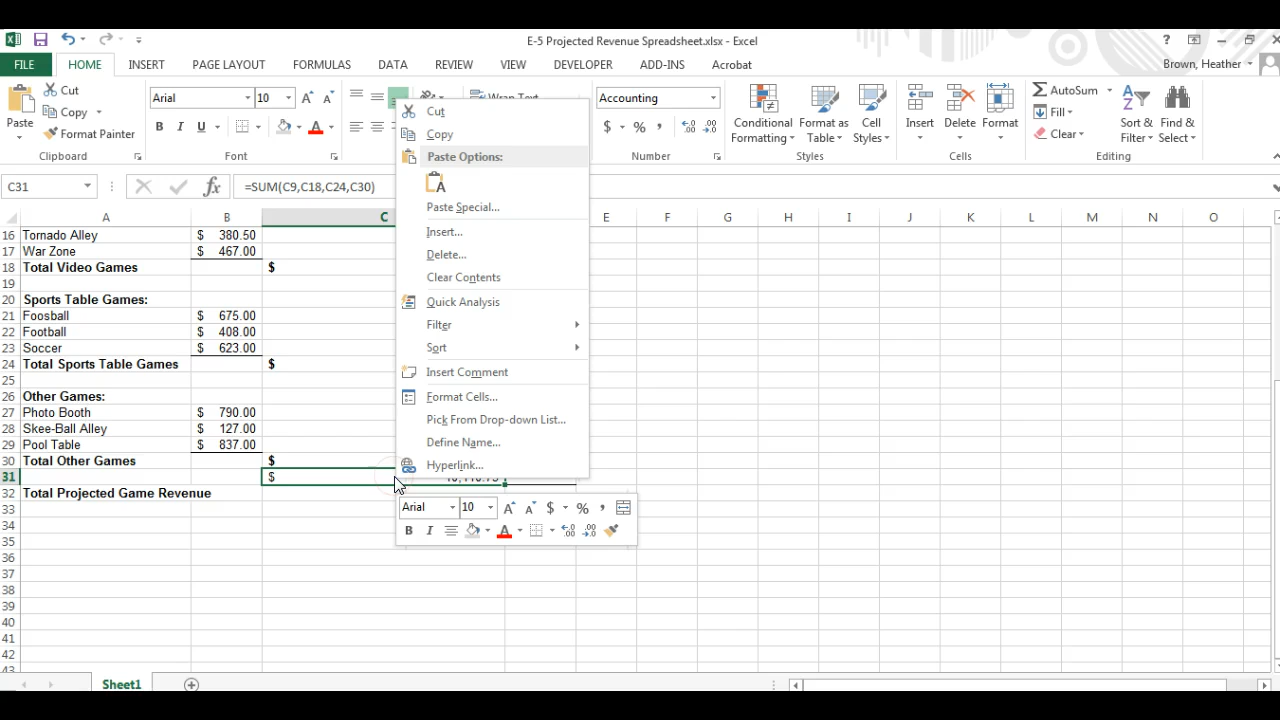 E-5 Projected Revenue Spreadsheet.xlsx - Excel
?
FILE HOME INSERT PAGE LAYOUT FORMULAS DATA REVIEW VIEW DEVELOPER ADD-INS Acrobat Brown, Heather
Paste
Cut
Copy
Format Painter
Clipboard
Arial 10
B I U
Font
Wrap Text
Accounting
$ % ,
Number
Conditional Formatting
Format as Table
Cell Styles
Styles
Insert Delete Format
Cells
AutoSum
Fill
Clear
Sort & Filter
Find & Select
Editing
C31 fx =SUM(C9,C18,C24,C30)
A B C E F G H I J K L M N O
16 Tornado Alley $ 380.50
17 War Zone $ 467.00
18 Total Video Games $
19
20 Sports Table Games:
21 Foosball $ 675.00
22 Football $ 408.00
23 Soccer $ 623.00
24 Total Sports Table Games $
25
26 Other Games:
27 Photo Booth $ 790.00
28 Skee-Ball Alley $ 127.00
29 Pool Table $ 837.00
30 Total Other Games $
31 $
32 Total Projected Game Revenue
33
34
35
36
37
38
39
40
41
42
43
Cut
Copy
Paste Options:
Paste Special...
Insert...
Delete...
Clear Contents
Quick Analysis
Filter
Sort
Insert Comment
Format Cells...
Pick From Drop-down List...
Define Name...
Hyperlink...
Arial 10 A A $ % ,
B I A
Sheet1